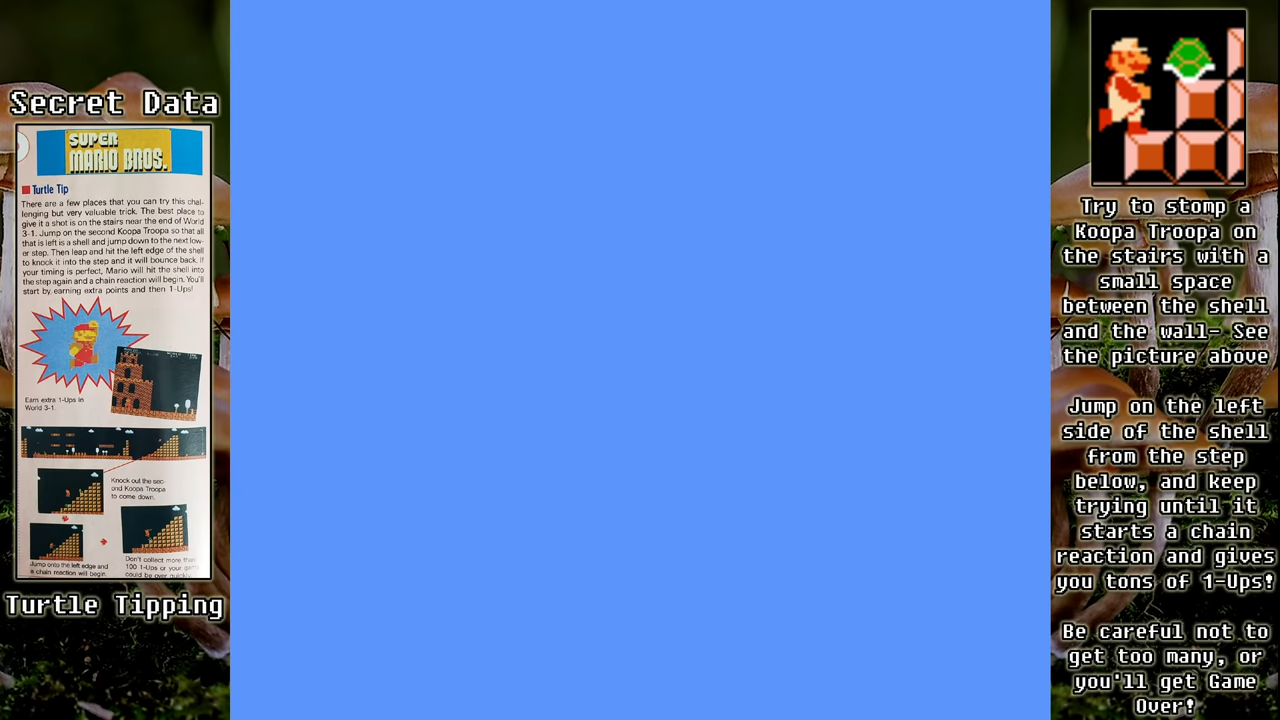 Secret Data
SUPER
MARIO BROS.
Turtle Tip
There are a few places that you can try this chal-
lenging but very valuable trick. The best place to
give it a shot is on the stairs near the end of World
3-1. Jump on the second Koopa Troopa so that all
that is left is a shell and jump down to the next low-
er step. Then leap and hit the left edge of the shell
to knock it into the step and it will bounce back. If
your timing is perfect, Mario will hit the shell into
the step again and a chain reaction will begin. You'll
start by earning extra points and then 1-Ups!
Earn extra 1-Ups in
World 3-1.
Knock out the sec-
ond Koopa Troopa
to come down.
Jump onto the left edge and
a chain reaction will begin.
Don't collect more than
100 1-Ups or your game
could be over quickly.
Turtle Tipping
Try to stomp a
Koopa Troopa on
the stairs with a
small space
between the shell
and the wall- See
the picture above
Jump on the left
side of the shell
from the step
below, and keep
trying until it
starts a chain
reaction and gives
you tons of 1-Ups!
Be careful not to
get too many, or
you'll get Game
Over!